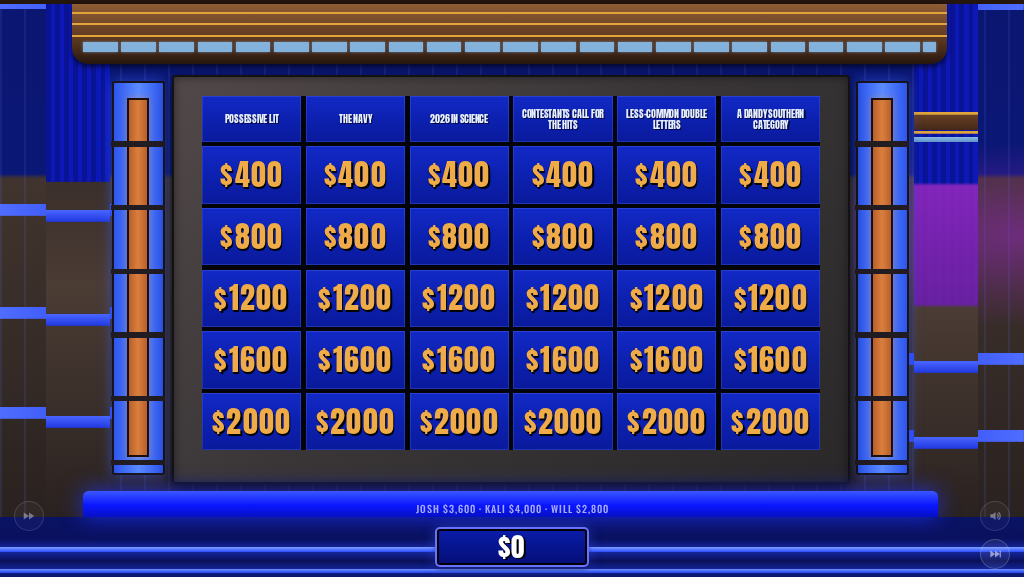 POSSESSIVE LIT
THE NAVY
2026 IN SCIENCE
CONTESTANTS CALL FOR
THE HITS
LESS-COMMON DOUBLE
LETTERS
A DANDY SOUTHERN
CATEGORY
$400 $400 $400 $400 $400 $400
$800 $800 $800 $800 $800 $800
$1200 $1200 $1200 $1200 $1200 $1200
$1600 $1600 $1600 $1600 $1600 $1600
$2000 $2000 $2000 $2000 $2000 $2000
JOSH $3,600 · KALI $4,000 · WILL $2,800
$0